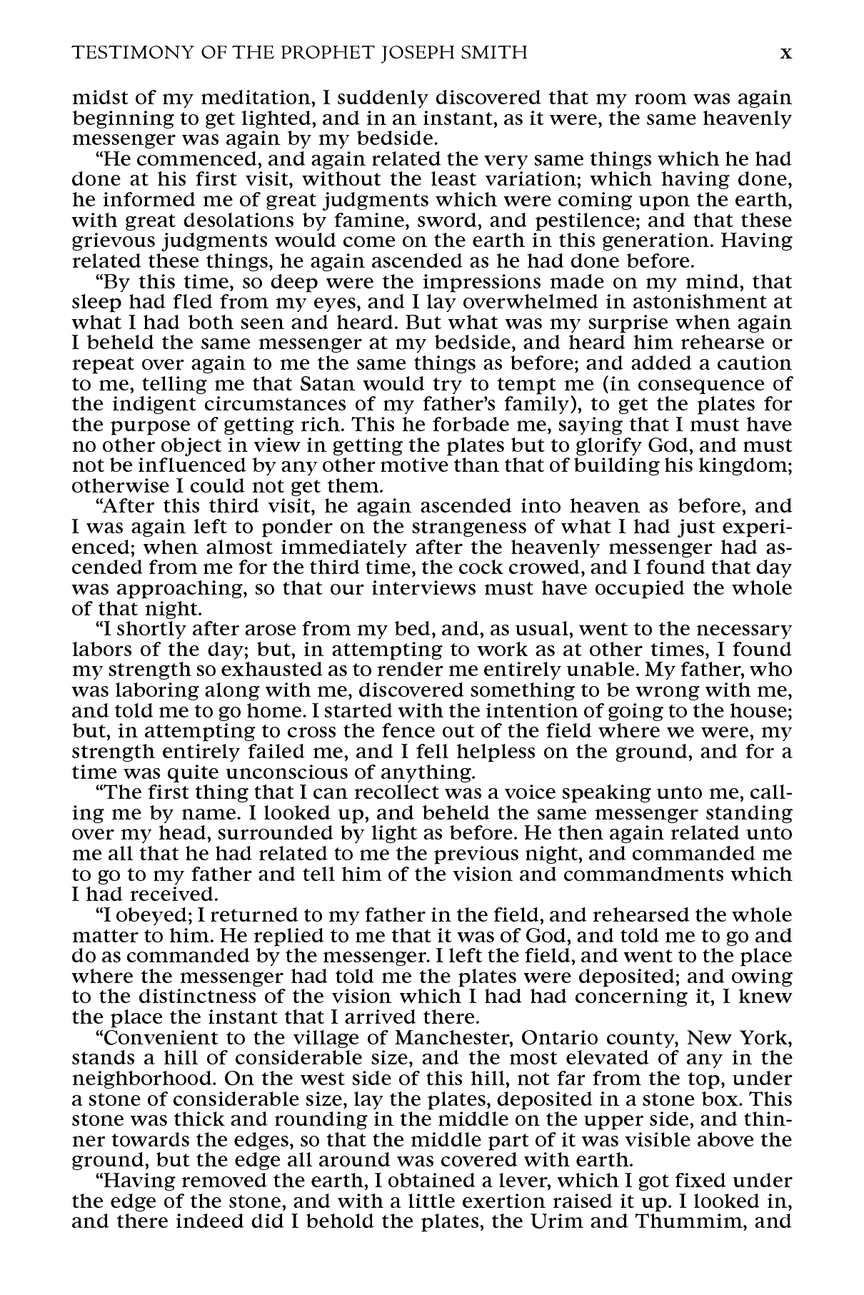 TESTIMONY OF THE PROPHET JOSEPH SMITH x
midst of my meditation, I suddenly discovered that my room was again
beginning to get lighted, and in an instant, as it were, the same heavenly
messenger was again by my bedside.
“He commenced, and again related the very same things which he had
done at his first visit, without the least variation; which having done,
he informed me of great judgments which were coming upon the earth,
with great desolations by famine, sword, and pestilence; and that these
grievous judgments would come on the earth in this generation. Having
related these things, he again ascended as he had done before.
“By this time, so deep were the impressions made on my mind, that
sleep had fled from my eyes, and I lay overwhelmed in astonishment at
what I had both seen and heard. But what was my surprise when again
I beheld the same messenger at my bedside, and heard him rehearse or
repeat over again to me the same things as before; and added a caution
to me, telling me that Satan would try to tempt me (in consequence of
the indigent circumstances of my father’s family), to get the plates for
the purpose of getting rich. This he forbade me, saying that I must have
no other object in view in getting the plates but to glorify God, and must
not be influenced by any other motive than that of building his kingdom;
otherwise I could not get them.
“After this third visit, he again ascended into heaven as before, and
I was again left to ponder on the strangeness of what I had just experi-
enced; when almost immediately after the heavenly messenger had as-
cended from me for the third time, the cock crowed, and I found that day
was approaching, so that our interviews must have occupied the whole
of that night.
“I shortly after arose from my bed, and, as usual, went to the necessary
labors of the day; but, in attempting to work as at other times, I found
my strength so exhausted as to render me entirely unable. My father, who
was laboring along with me, discovered something to be wrong with me,
and told me to go home. I started with the intention of going to the house;
but, in attempting to cross the fence out of the field where we were, my
strength entirely failed me, and I fell helpless on the ground, and for a
time was quite unconscious of anything.
“The first thing that I can recollect was a voice speaking unto me, call-
ing me by name. I looked up, and beheld the same messenger standing
over my head, surrounded by light as before. He then again related unto
me all that he had related to me the previous night, and commanded me
to go to my father and tell him of the vision and commandments which
I had received.
“I obeyed; I returned to my father in the field, and rehearsed the whole
matter to him. He replied to me that it was of God, and told me to go and
do as commanded by the messenger. I left the field, and went to the place
where the messenger had told me the plates were deposited; and owing
to the distinctness of the vision which I had had concerning it, I knew
the place the instant that I arrived there.
“Convenient to the village of Manchester, Ontario county, New York,
stands a hill of considerable size, and the most elevated of any in the
neighborhood. On the west side of this hill, not far from the top, under
a stone of considerable size, lay the plates, deposited in a stone box. This
stone was thick and rounding in the middle on the upper side, and thin-
ner towards the edges, so that the middle part of it was visible above the
ground, but the edge all around was covered with earth.
“Having removed the earth, I obtained a lever, which I got fixed under
the edge of the stone, and with a little exertion raised it up. I looked in,
and there indeed did I behold the plates, the Urim and Thummim, and